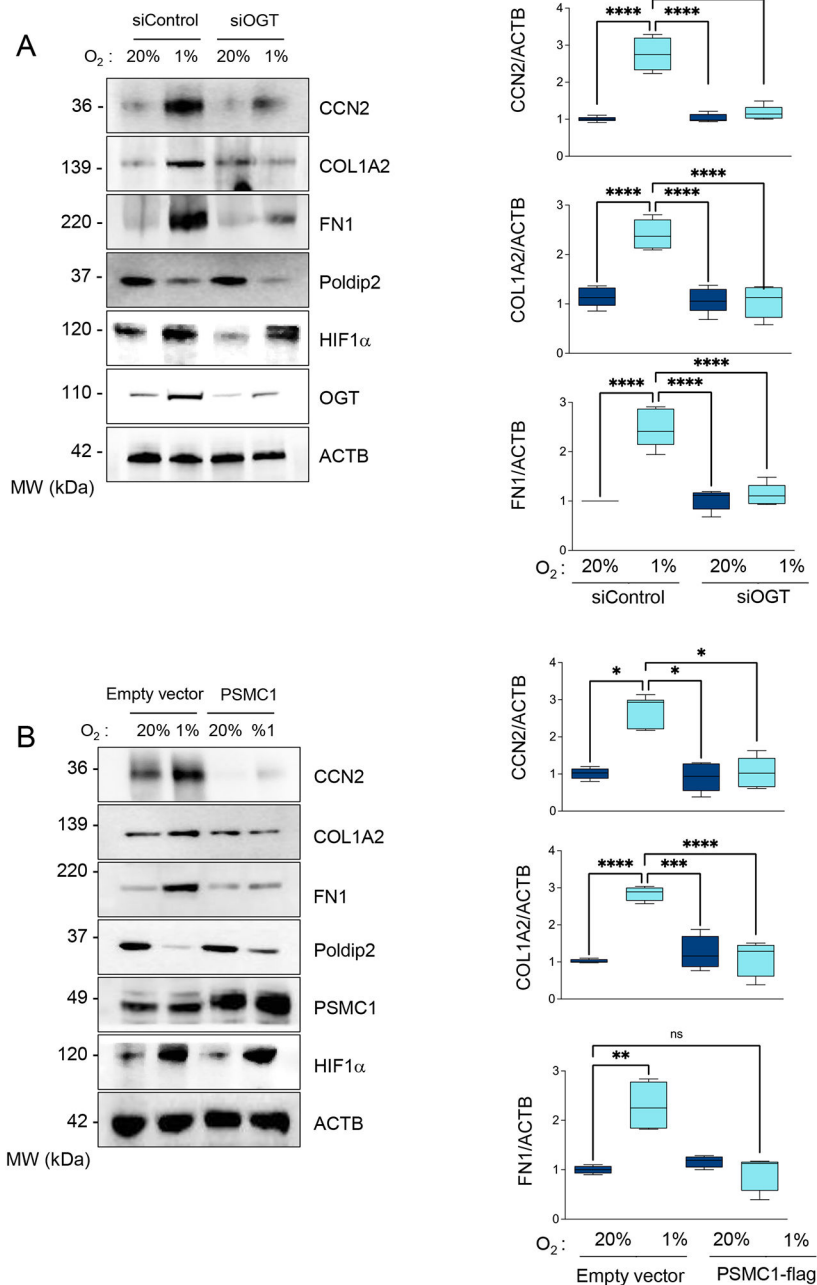 A
siControl siOGT
O2 : 20% 1% 20% 1%
36 - CCN2
139 - COL1A2
220 - FN1
37 - Poldip2
120 - HIF1α
110 - OGT
42 - ACTB
MW (kDa)
CCN2/ACTB
4
3
2
1
0
**** ****
COL1A2/ACTB
3
2
1
0
****
**** ****
FN1/ACTB
3
2
1
0
****
**** ****
O2 : 20% 1% 20% 1%
siControl siOGT
B
Empty vector PSMC1
O2 : 20% 1% 20% %1
36 - CCN2
139 - COL1A2
220 - FN1
37 - Poldip2
49 - PSMC1
120 - HIF1α
42 - ACTB
MW (kDa)
CCN2/ACTB
4
3
2
1
0
*
* *
COL1A2/ACTB
4
3
2
1
0
****
**** ***
FN1/ACTB
3
2
1
0
ns
**
O2 : 20% 1% 20% 1%
Empty vector PSMC1-flag